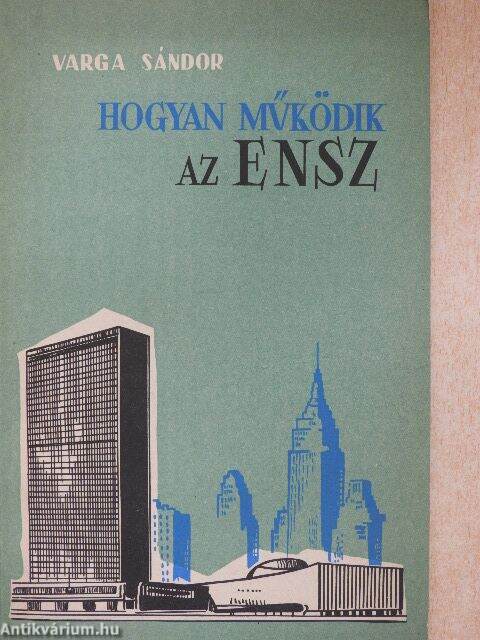 VARGA SÁNDOR
HOGYAN MŰKÖDIK
AZ ENSZ
Antikvárium.hu